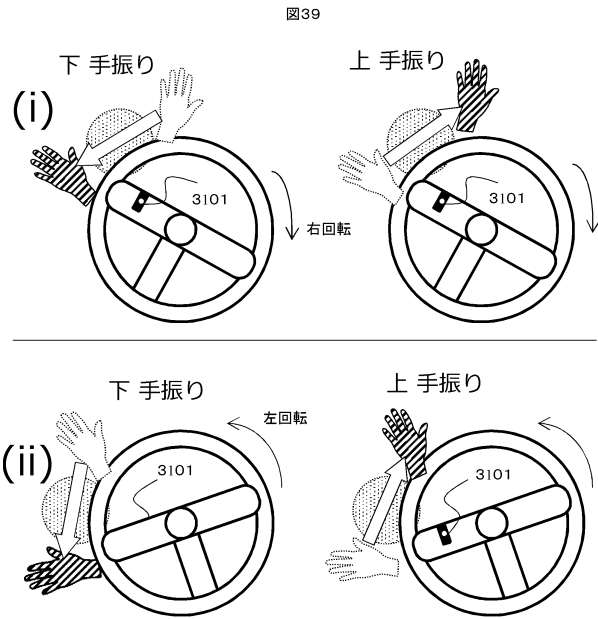 図39
下 手振り
上 手振り
(i)
3101
3101
右回転
下 手振り
上 手振り
左回転
(ii)
3101
3101